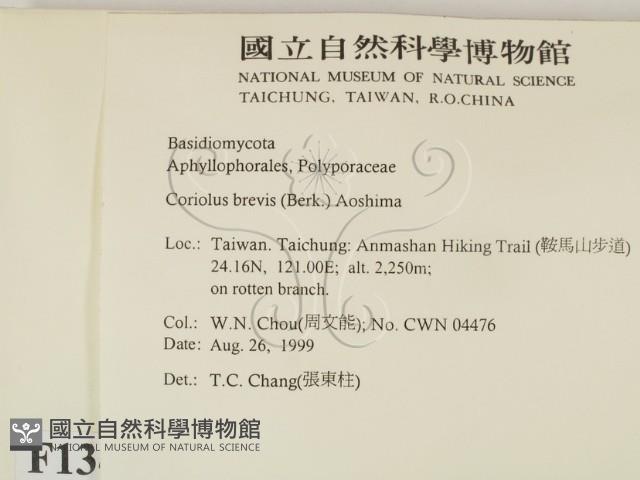 國立自然科學博物館
NATIONAL MUSEUM OF NATURAL SCIENCE
TAICHUNG, TAIWAN, R.O.CHINA
Basidiomycota
Aphyllophorales, Polyporaceae
Coriolus brevis (Berk.) Aoshima
Loc.: Taiwan. Taichung: Anmashan Hiking Trail (鞍馬山步道)
24.16N, 121.00E; alt. 2,250m;
on rotten branch.
Col.: W.N. Chou(周文能); No. CWN 04476
Date: Aug. 26, 1999
Det.: T.C. Chang(張東柱)
國立自然科學博物館
NATIONAL MUSEUM OF NATURAL SCIENCE